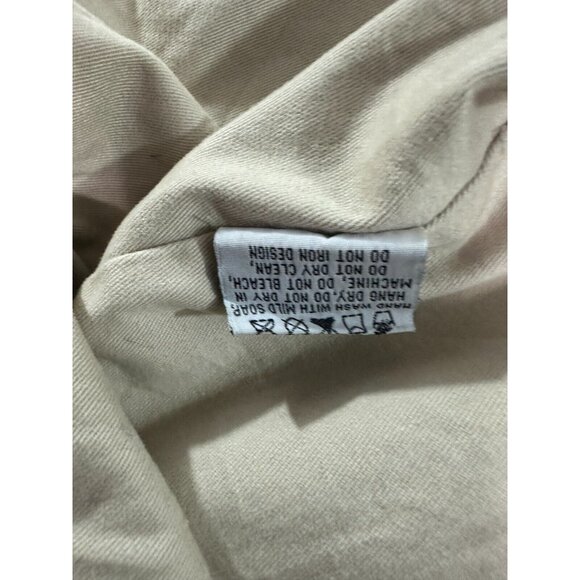 HAND WASH WITH MILD SOAP,
HANG DRY, DO NOT DRY IN
MACHINE, DO NOT BLEACH,
DO NOT DRY CLEAN,
DO NOT IRON DESIGN